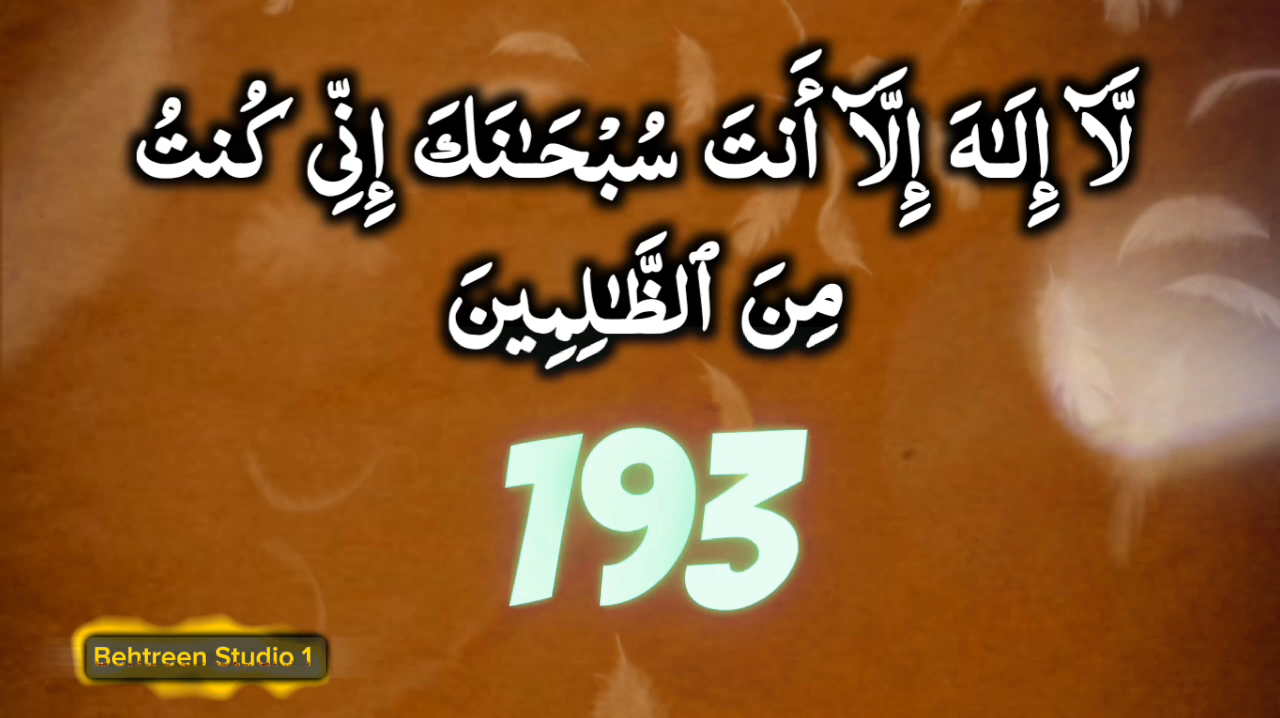 لَّآ إِلَـٰهَ إِلَّآ أَنتَ سُبْحَـٰنَكَ إِنِّي كُنتُ
مِنَ ٱلظَّـٰلِمِينَ
193
Behtreen Studio 1